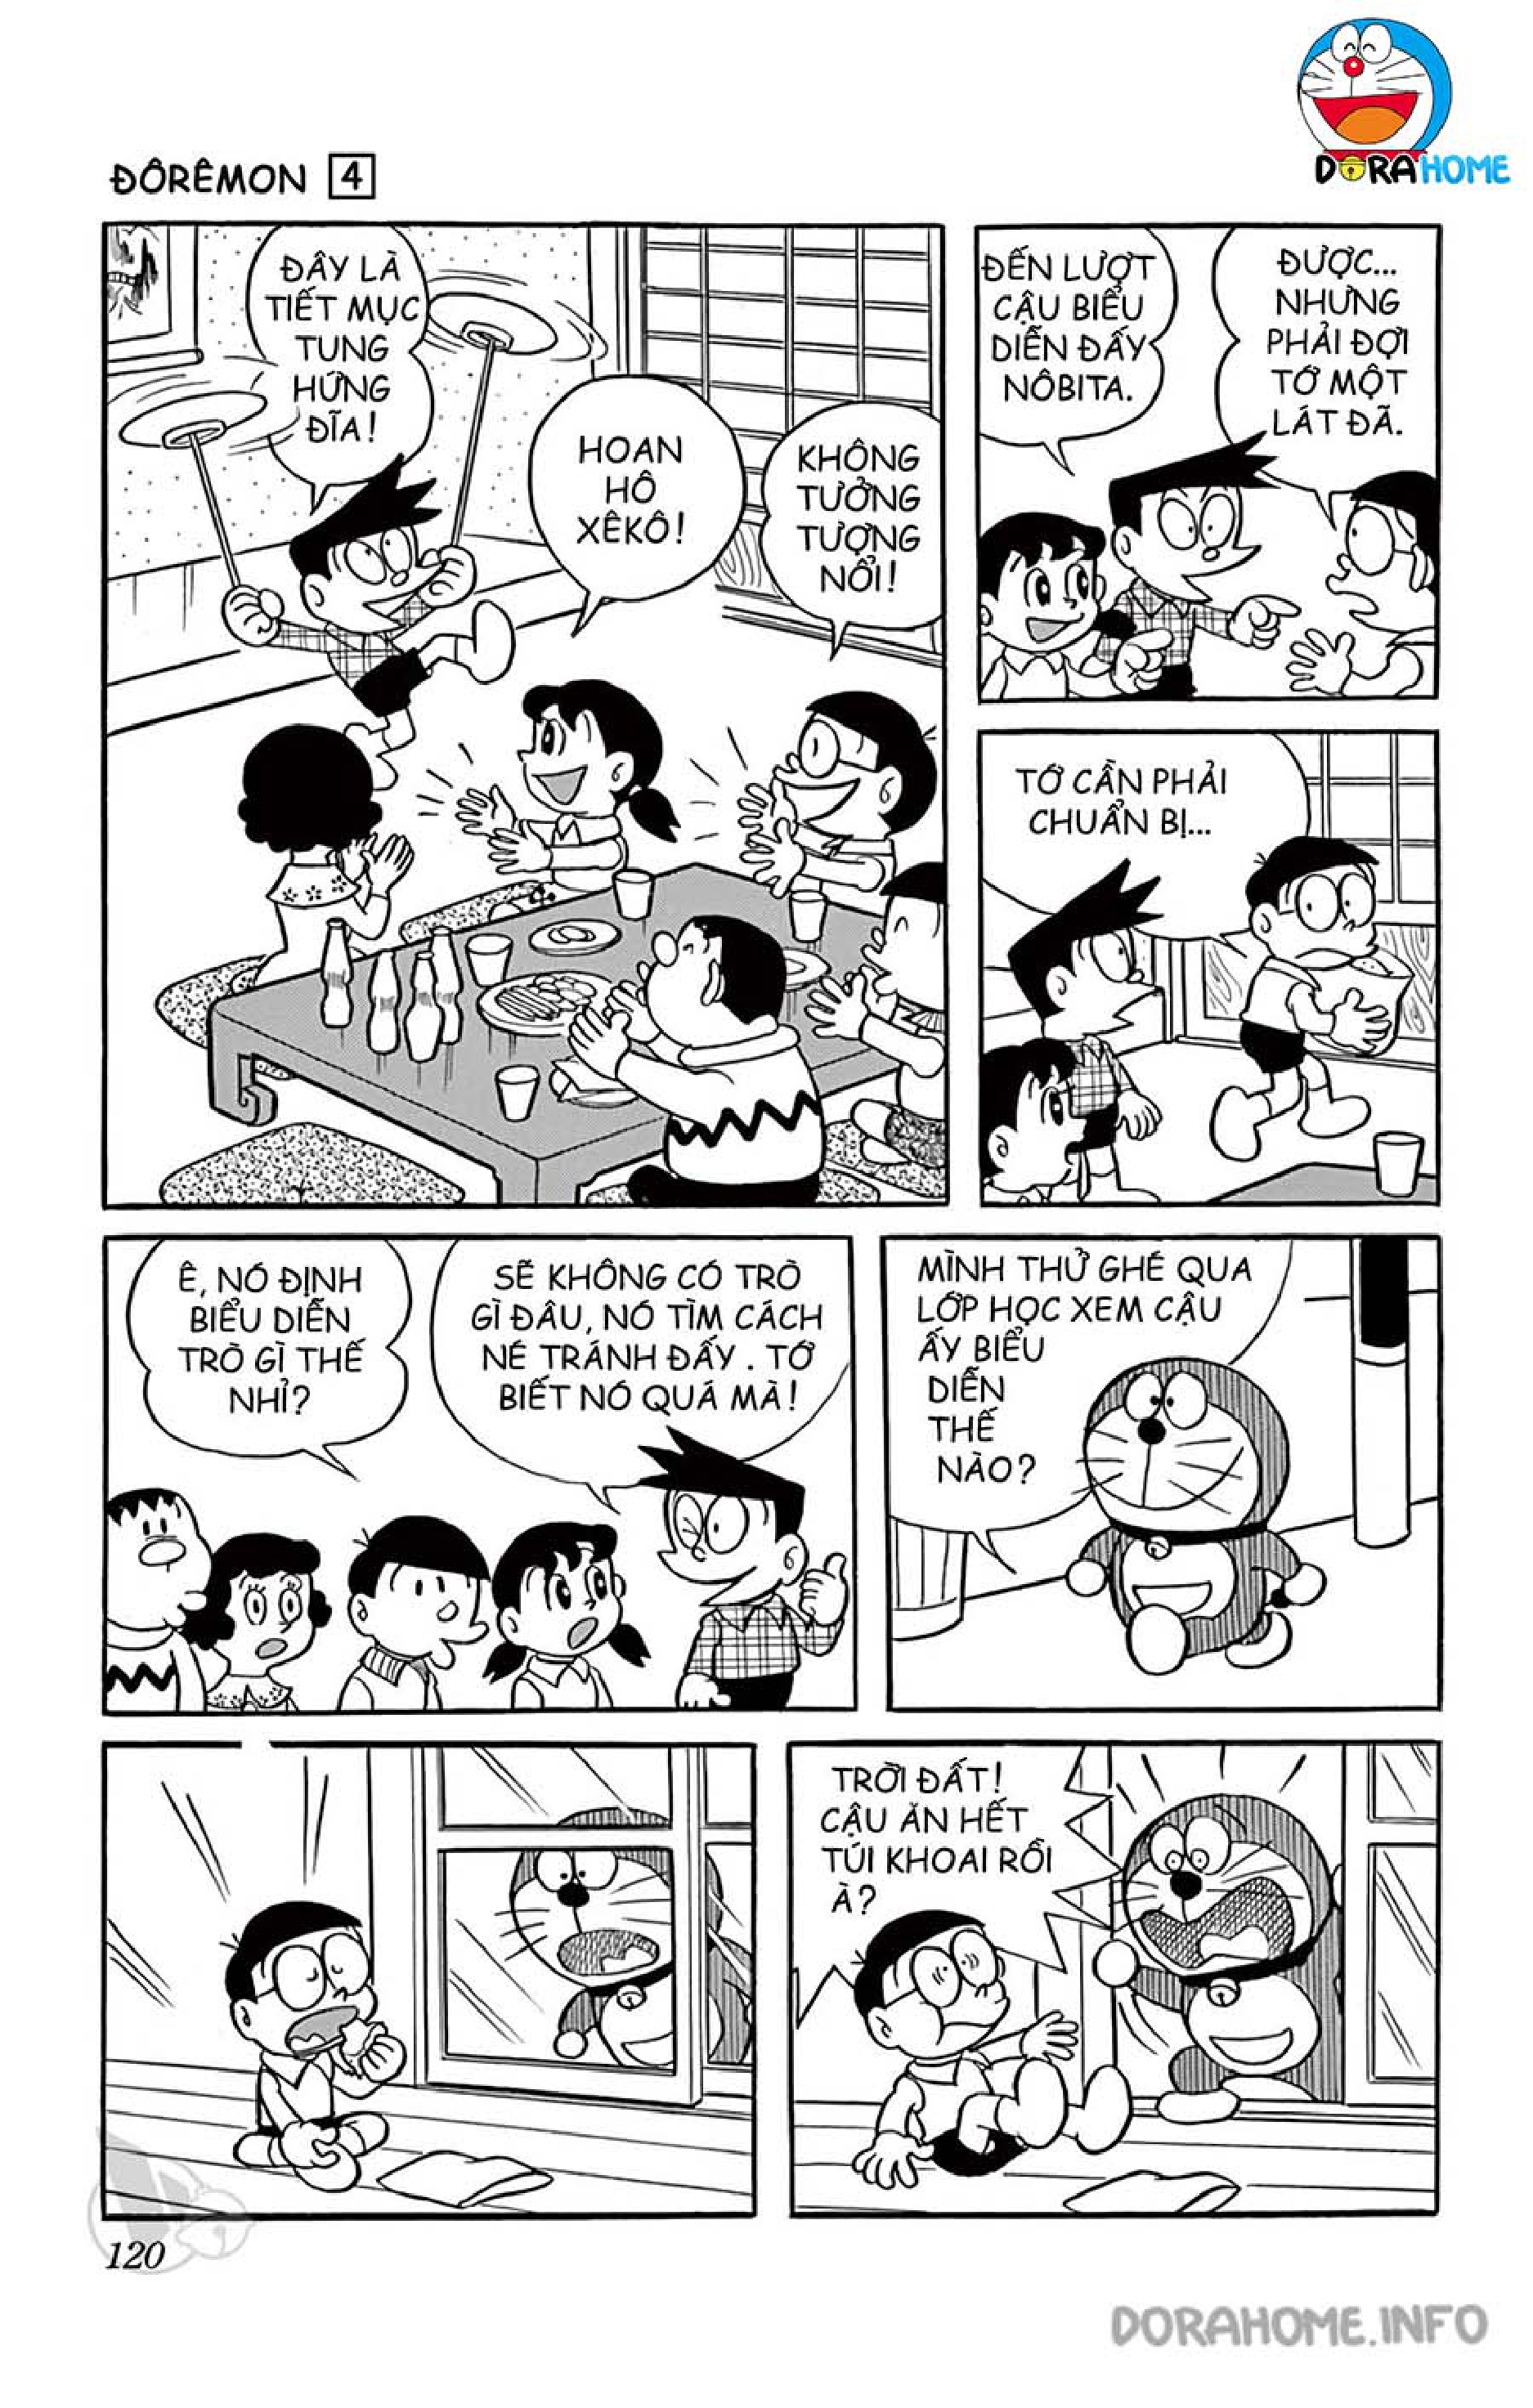 DORAHOME
ĐÔRÊMON 4
ĐÂY LÀ
TIẾT MỤC
TUNG
HỨNG
ĐĨA!
HOAN
HÔ
XÊKÔ!
KHÔNG
TƯỞNG
TƯỢNG
NỔI!
ĐẾN LƯỢT
CẬU BIỂU
DIỄN ĐẤY
NÔBITA.
ĐƯỢC...
NHƯNG
PHẢI ĐỢI
TỚ MỘT
LÁT ĐÃ.
TỚ CẦN PHẢI
CHUẨN BỊ...
Ê, NÓ ĐỊNH
BIỂU DIỄN
TRÒ GÌ THẾ
NHỈ?
SẼ KHÔNG CÓ TRÒ
GÌ ĐÂU, NÓ TÌM CÁCH
NÉ TRÁNH ĐẤY. TỚ
BIẾT NÓ QUÁ MÀ!
MÌNH THỬ GHÉ QUA
LỚP HỌC XEM CẬU
ẤY BIỂU
DIỄN
THẾ
NÀO?
TRỜI ĐẤT!
CẬU ĂN HẾT
TÚI KHOAI RỒI
À?
120
DORAHOME.INFO